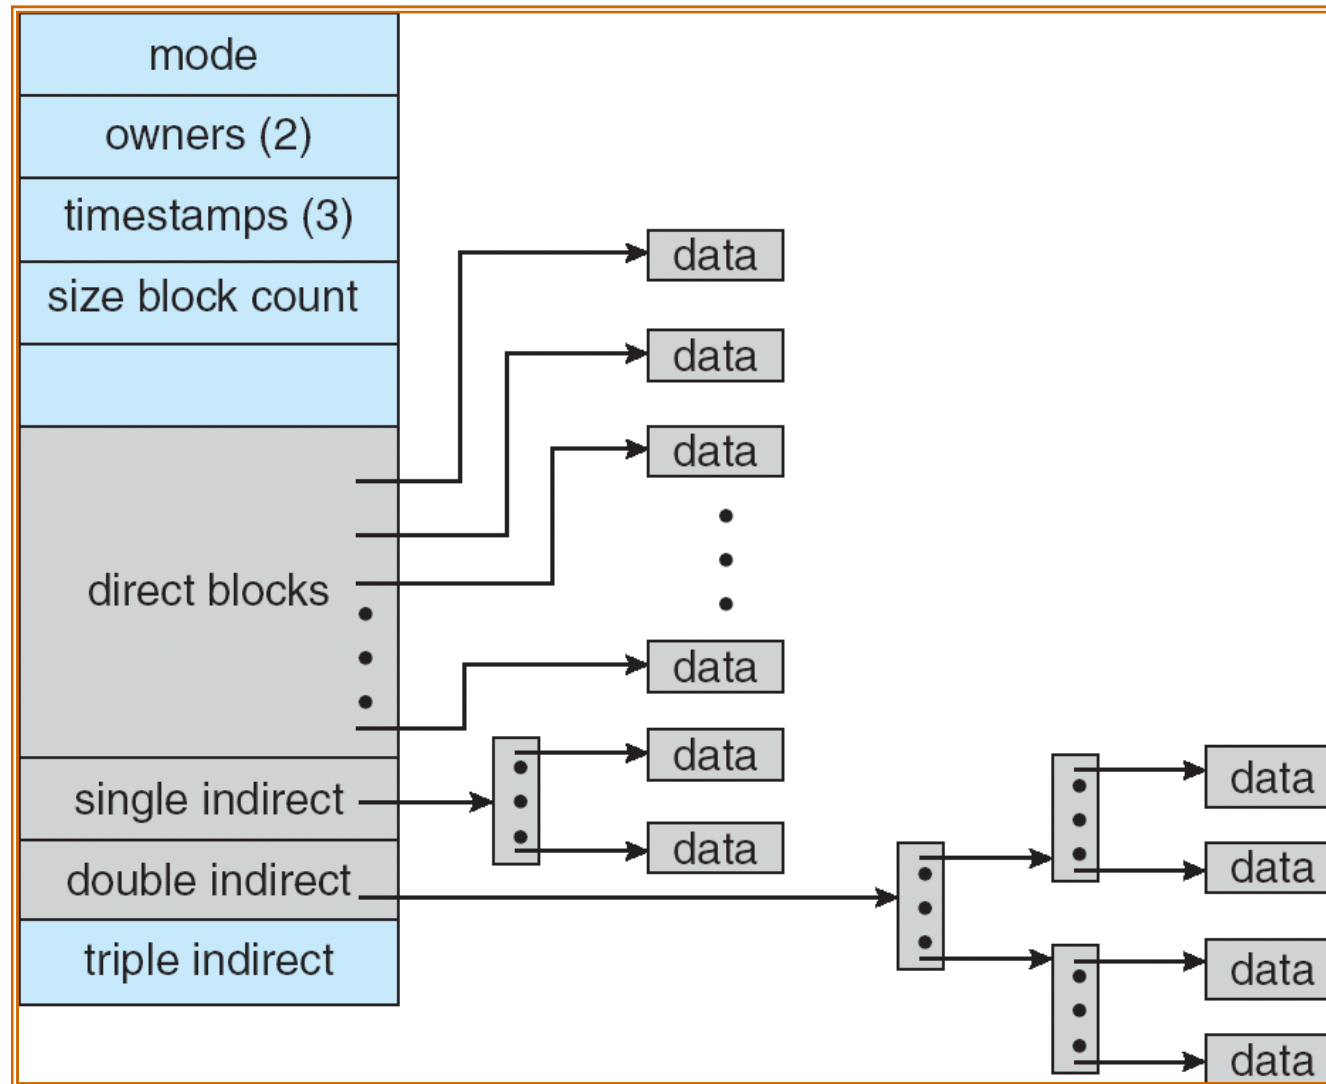 mode
owners (2)
timestamps (3)
size block count
data
data
data
direct blocks
data
data
single indirect
data
data
double indirect
data
triple indirect
data
data